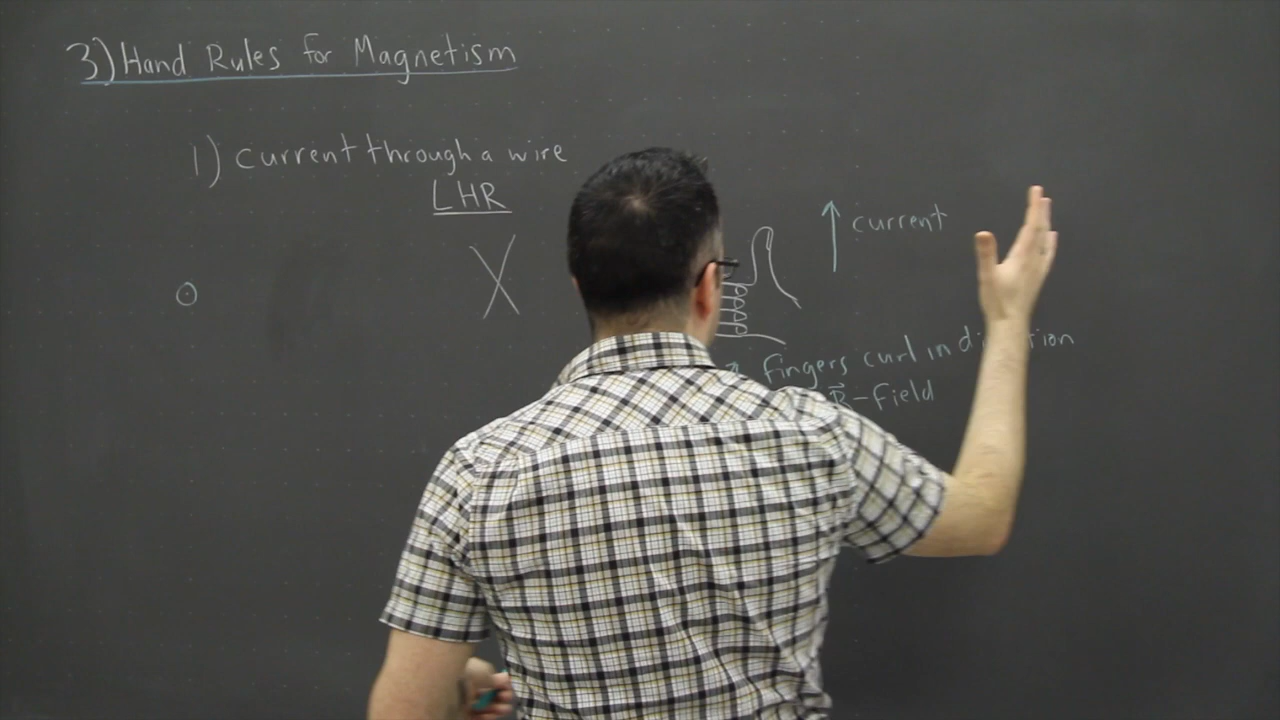 3) Hand Rules for Magnetism
1) current through a wire
LHR
current
fingers curl in
B-field